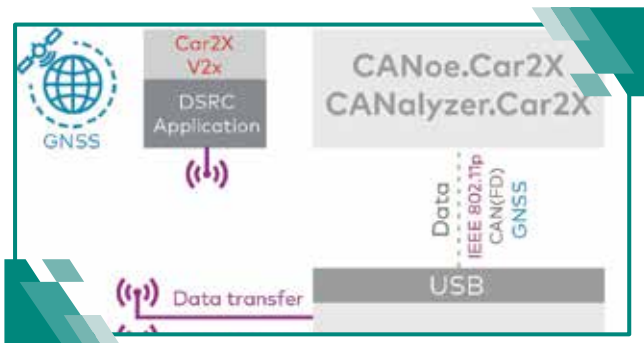 Car2X
V2x
DSRC
Application
GNSS
CANoe.Car2X
CANalyzer.Car2X
Data
IEEE 802.11p
CAN(FD)
GNSS
USB
Data transfer